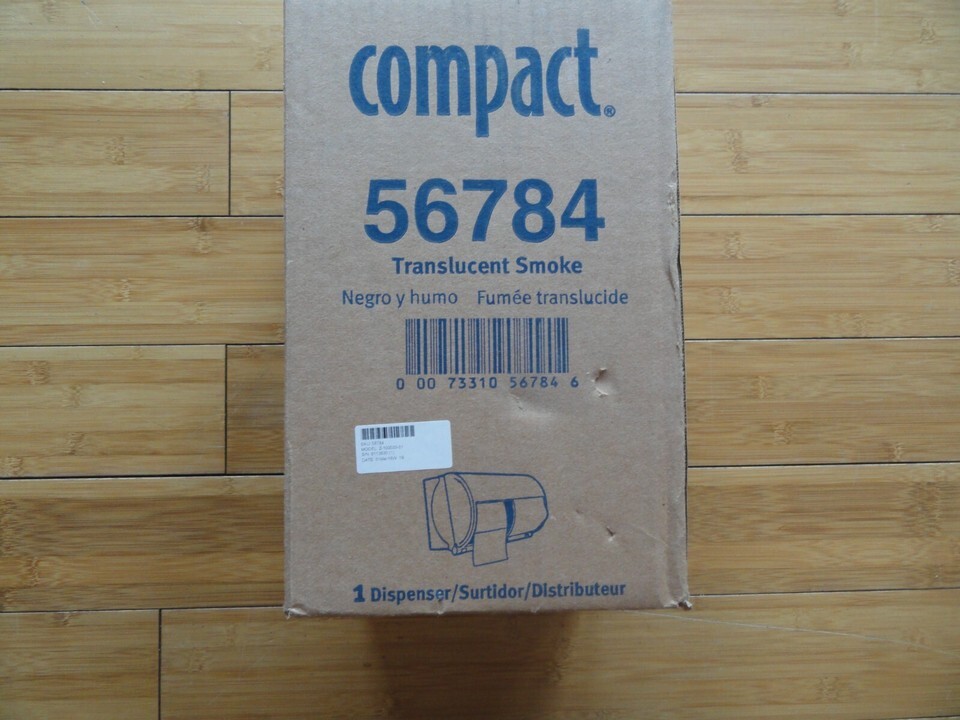 compact®
56784
Translucent Smoke
Negro y humo Fumée translucide
0 00 73310 56784 6
1 Dispenser/Surtidor/Distributeur